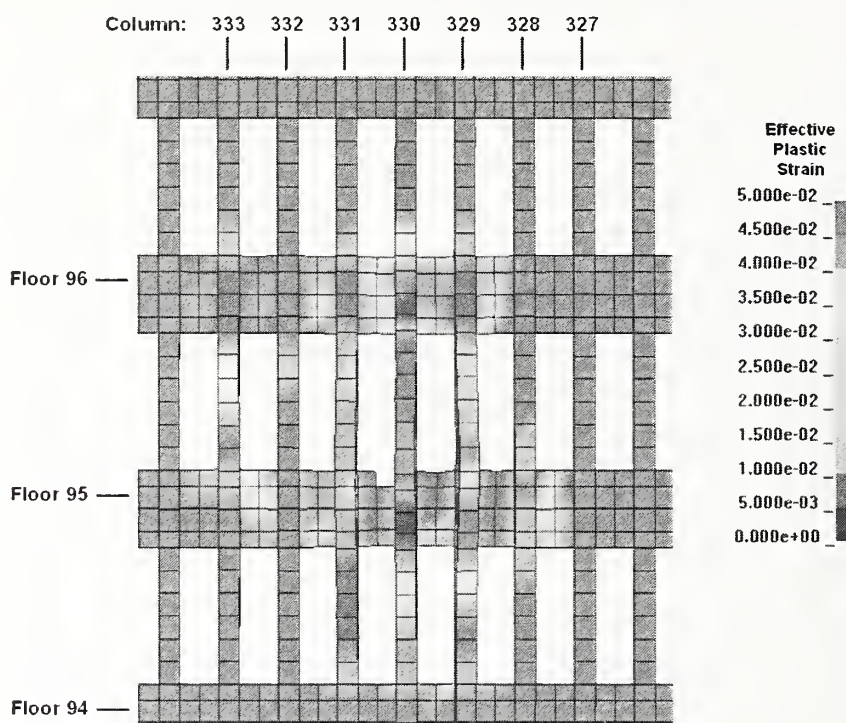 Column: 333 332 331 330 329 328 327
Effective
Plastic
Strain
5.000e-02
4.500e-02
4.000e-02
3.500e-02
3.000e-02
2.500e-02
2.000e-02
1.500e-02
1.000e-02
5.000e-03
0.000e+00
Floor 96
Floor 95
Floor 94